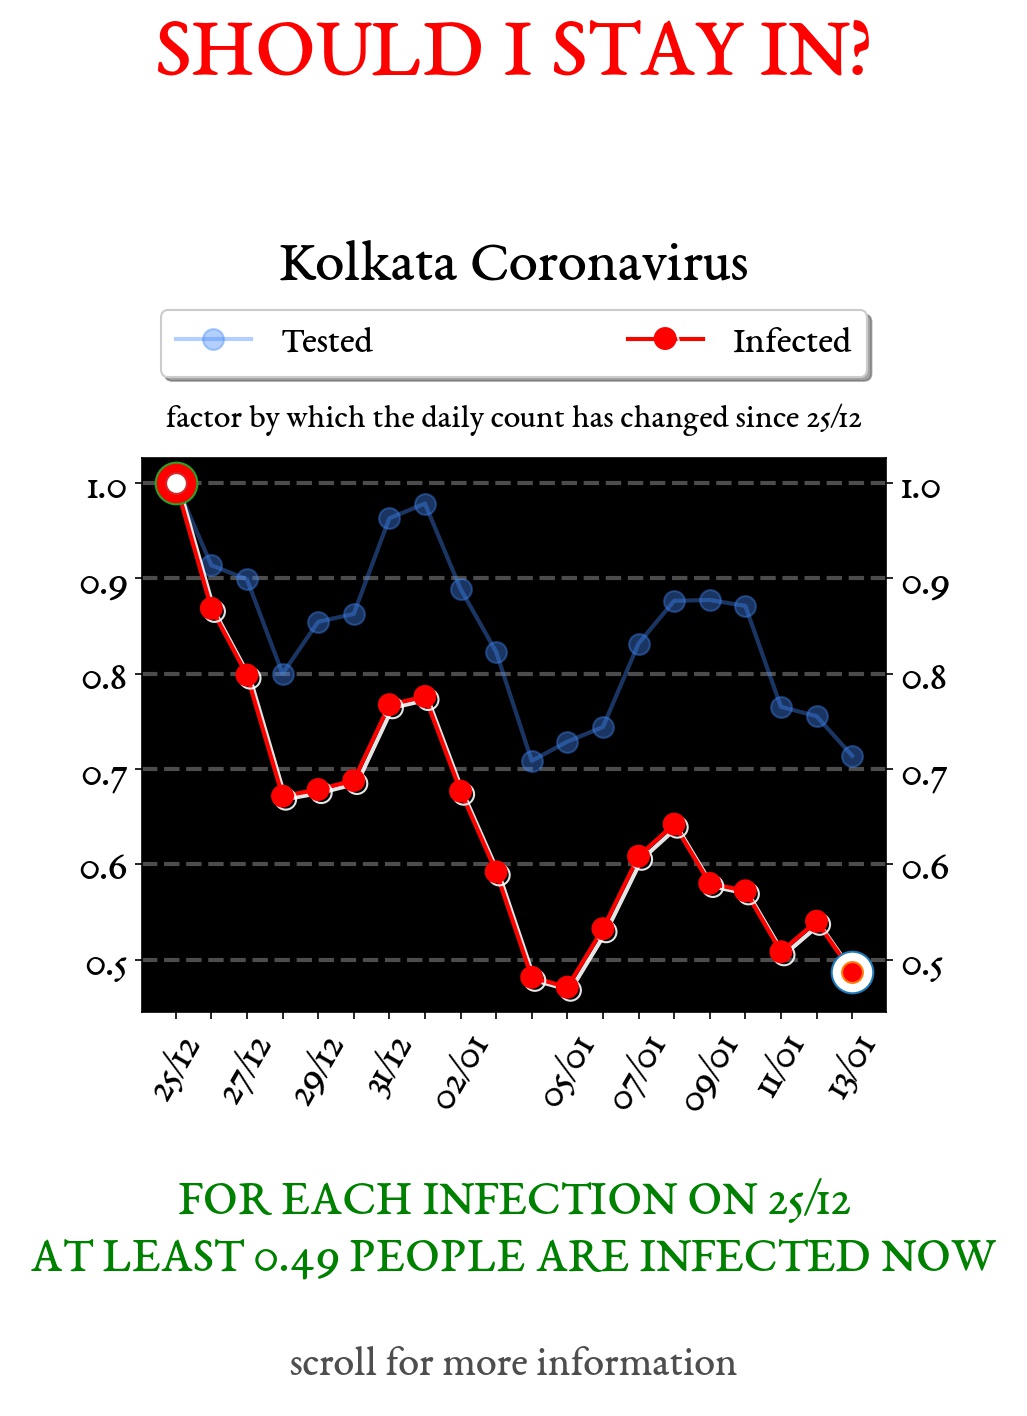 SHOULD I STAY IN?
Kolkata Coronavirus
Tested Infected
factor by which the daily count has changed since 25/12
1.0 1.0
0.9 0.9
0.8 0.8
0.7 0.7
0.6 0.6
0.5 0.5
25/12 27/12 29/12 31/12 02/01 05/01 07/01 09/01 11/01 13/01
FOR EACH INFECTION ON 25/12
AT LEAST 0.49 PEOPLE ARE INFECTED NOW
scroll for more information